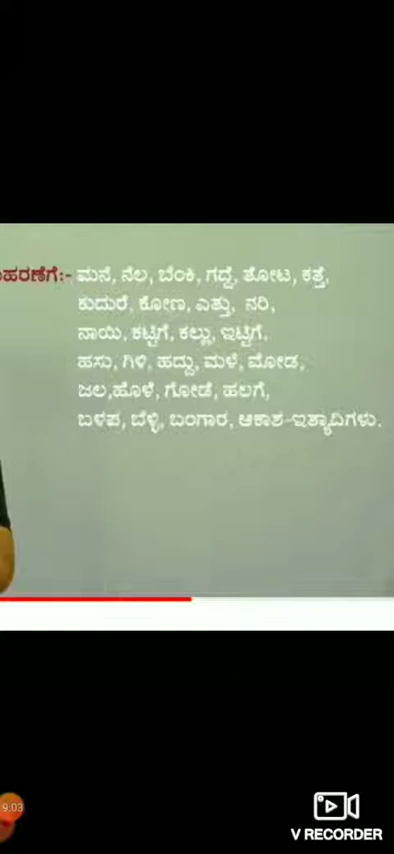 ಹರಣೆಗೆ:- ಮನೆ, ನೆಲ, ಬೆಂಕಿ, ಗದ್ದೆ, ತೋಟ, ಕತ್ತೆ,
ಕುದುರೆ, ಕೋಣ, ಎತ್ತು, ನರಿ,
ನಾಯಿ, ಕಟ್ಟಿಗೆ, ಕಲ್ಲು, ಇಟ್ಟಿಗೆ,
ಹಸು, ಗಿಳಿ, ಹದ್ದು, ಮಳೆ, ಮೋಡ,
ಜಲ,ಹೊಳೆ, ಗೋಡೆ, ಹಲಗೆ,
ಬಳಪ, ಬೆಳ್ಳಿ, ಬಂಗಾರ, ಆಕಾಶ-ಇತ್ಯಾದಿಗಳು.
9:03
V RECORDER